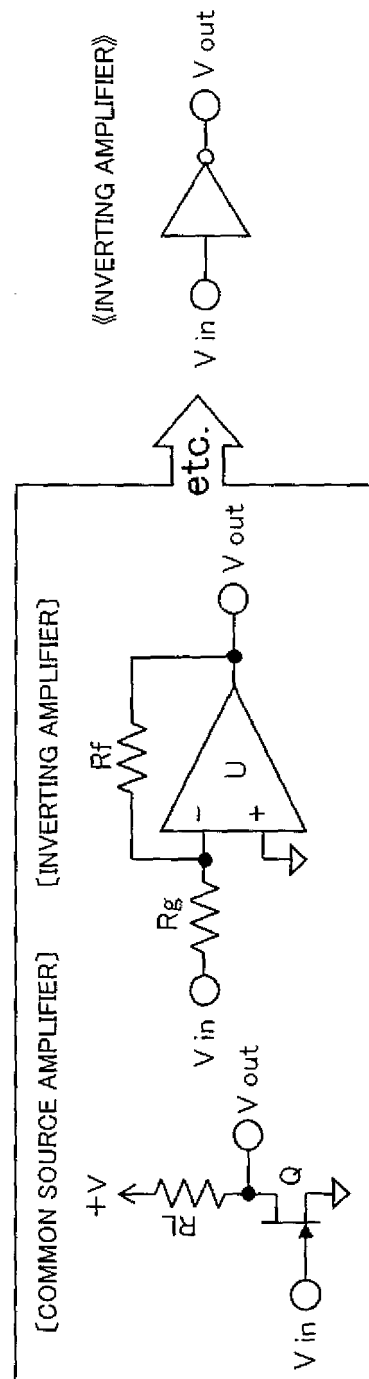 [COMMON SOURCE AMPLIFIER]
+V
RL
V out
Q
V in
[INVERTING AMPLIFIER]
Rf
Rg
V in
−
+
U
V out
etc.
《INVERTING AMPLIFIER》
V in
V out